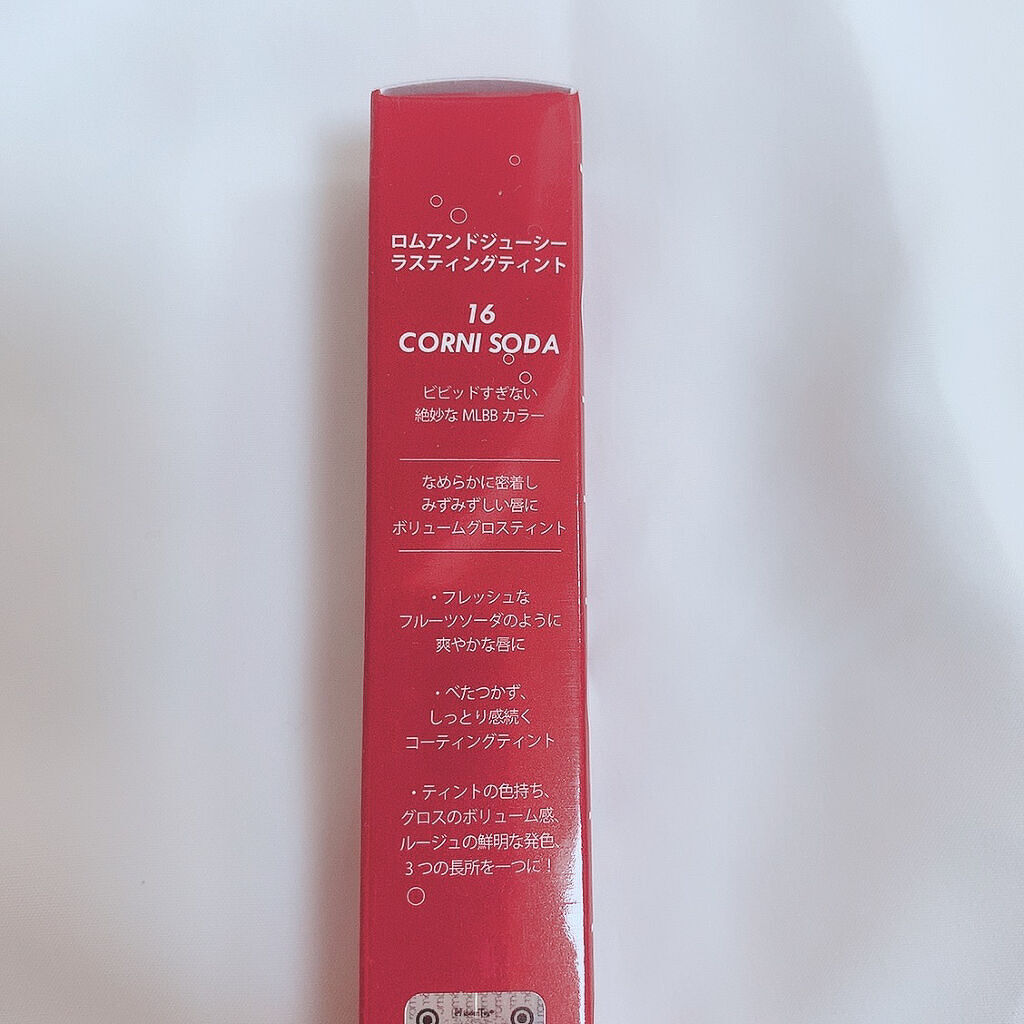 ロムアンドジューシー
ラスティングティント
16
CORNI SODA
ビビッドすぎない
絶妙な MLBB カラー
なめらかに密着し
みずみずしい唇に
ボリュームグロスティント
・フレッシュな
フルーツソーダのように
爽やかな唇に
・べたつかず、
しっとり感続く
コーティングティント
・ティントの色持ち、
グロスのボリューム感、
ルージュの鮮明な発色、
3 つの長所を一つに！